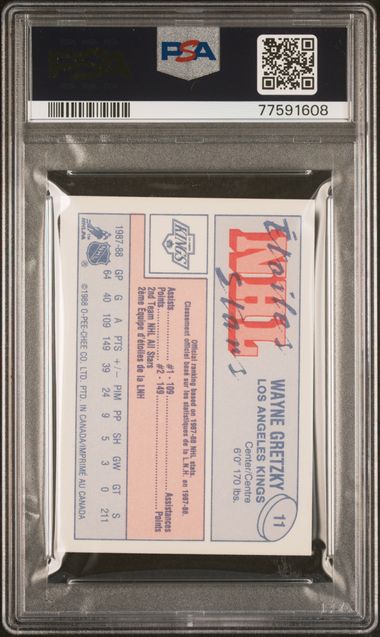 PSA
77591608
Étoiles
NHL
stars
11
WAYNE GRETZKY
LOS ANGELES KINGS
Center/Centre
6'0" 170 lbs.
KINGS
Official ranking based on 1987-88 NHL stats.
Classement officiel basé sur les statistiques de la L.N.H. en 1987-88.
Assists..........#1 - 109..........Assistances
Points..........#2 - 149..........Points
2nd Team NHL All Stars
2ème Équipe d'étoiles de la LNH
1987-88 GP G A PTS +/– PIM PP SH GW GT S
64 40 109 149 39 24 9 5 3 0 211
NHLPA
NHL
®
©1988 O-PEE-CHEE CO. LTD. PTD. IN CANADA/IMPRIMÉ AU CANADA